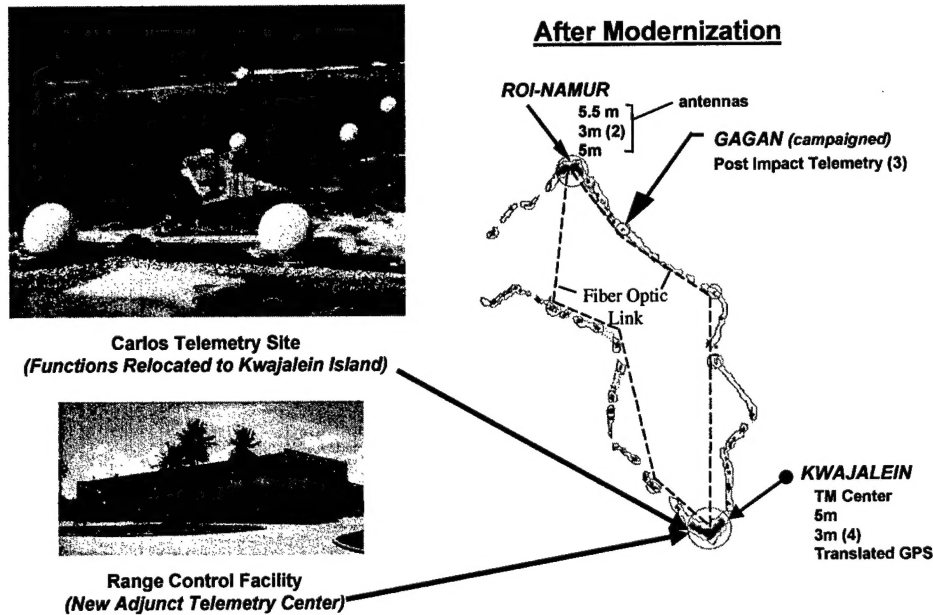 After Modernization
ROI-NAMUR
5.5 m
3m (2)
5m
antennas
GAGAN (campaigned)
Post Impact Telemetry (3)
Fiber Optic
Link
Carlos Telemetry Site
(Functions Relocated to Kwajalein Island)
KWAJALEIN
TM Center
5m
3m (4)
Translated GPS
Range Control Facility
(New Adjunct Telemetry Center)